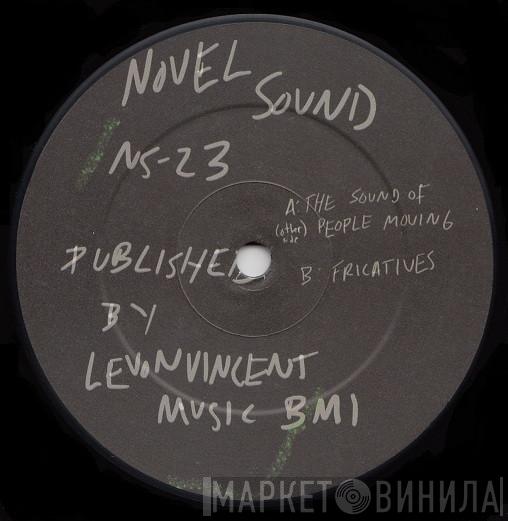 NOVEL
SOUND
NS-23
A: THE SOUND OF
(other side) PEOPLE MOVING
B: FRICATIVES
PUBLISHED
BY
LEVONVINCENT
MUSIC BMI
МАРКЕТ ВИНИЛА